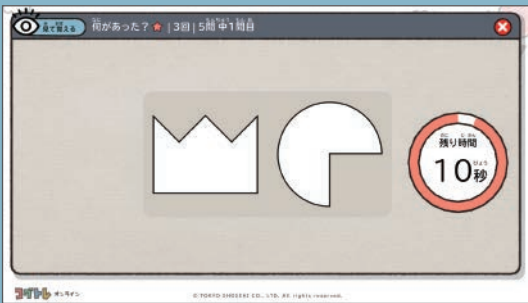 見て覚える
何があった？ | 3回 | 5問中1問目
残り時間
10秒
コグトレ オンライン
© TOKYO SHOSEKI CO., LTD. All rights reserved.